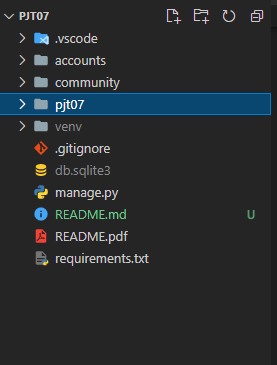 PJT07
.vscode
accounts
community
pjt07
venv
.gitignore
db.sqlite3
manage.py
README.md U
README.pdf
requirements.txt